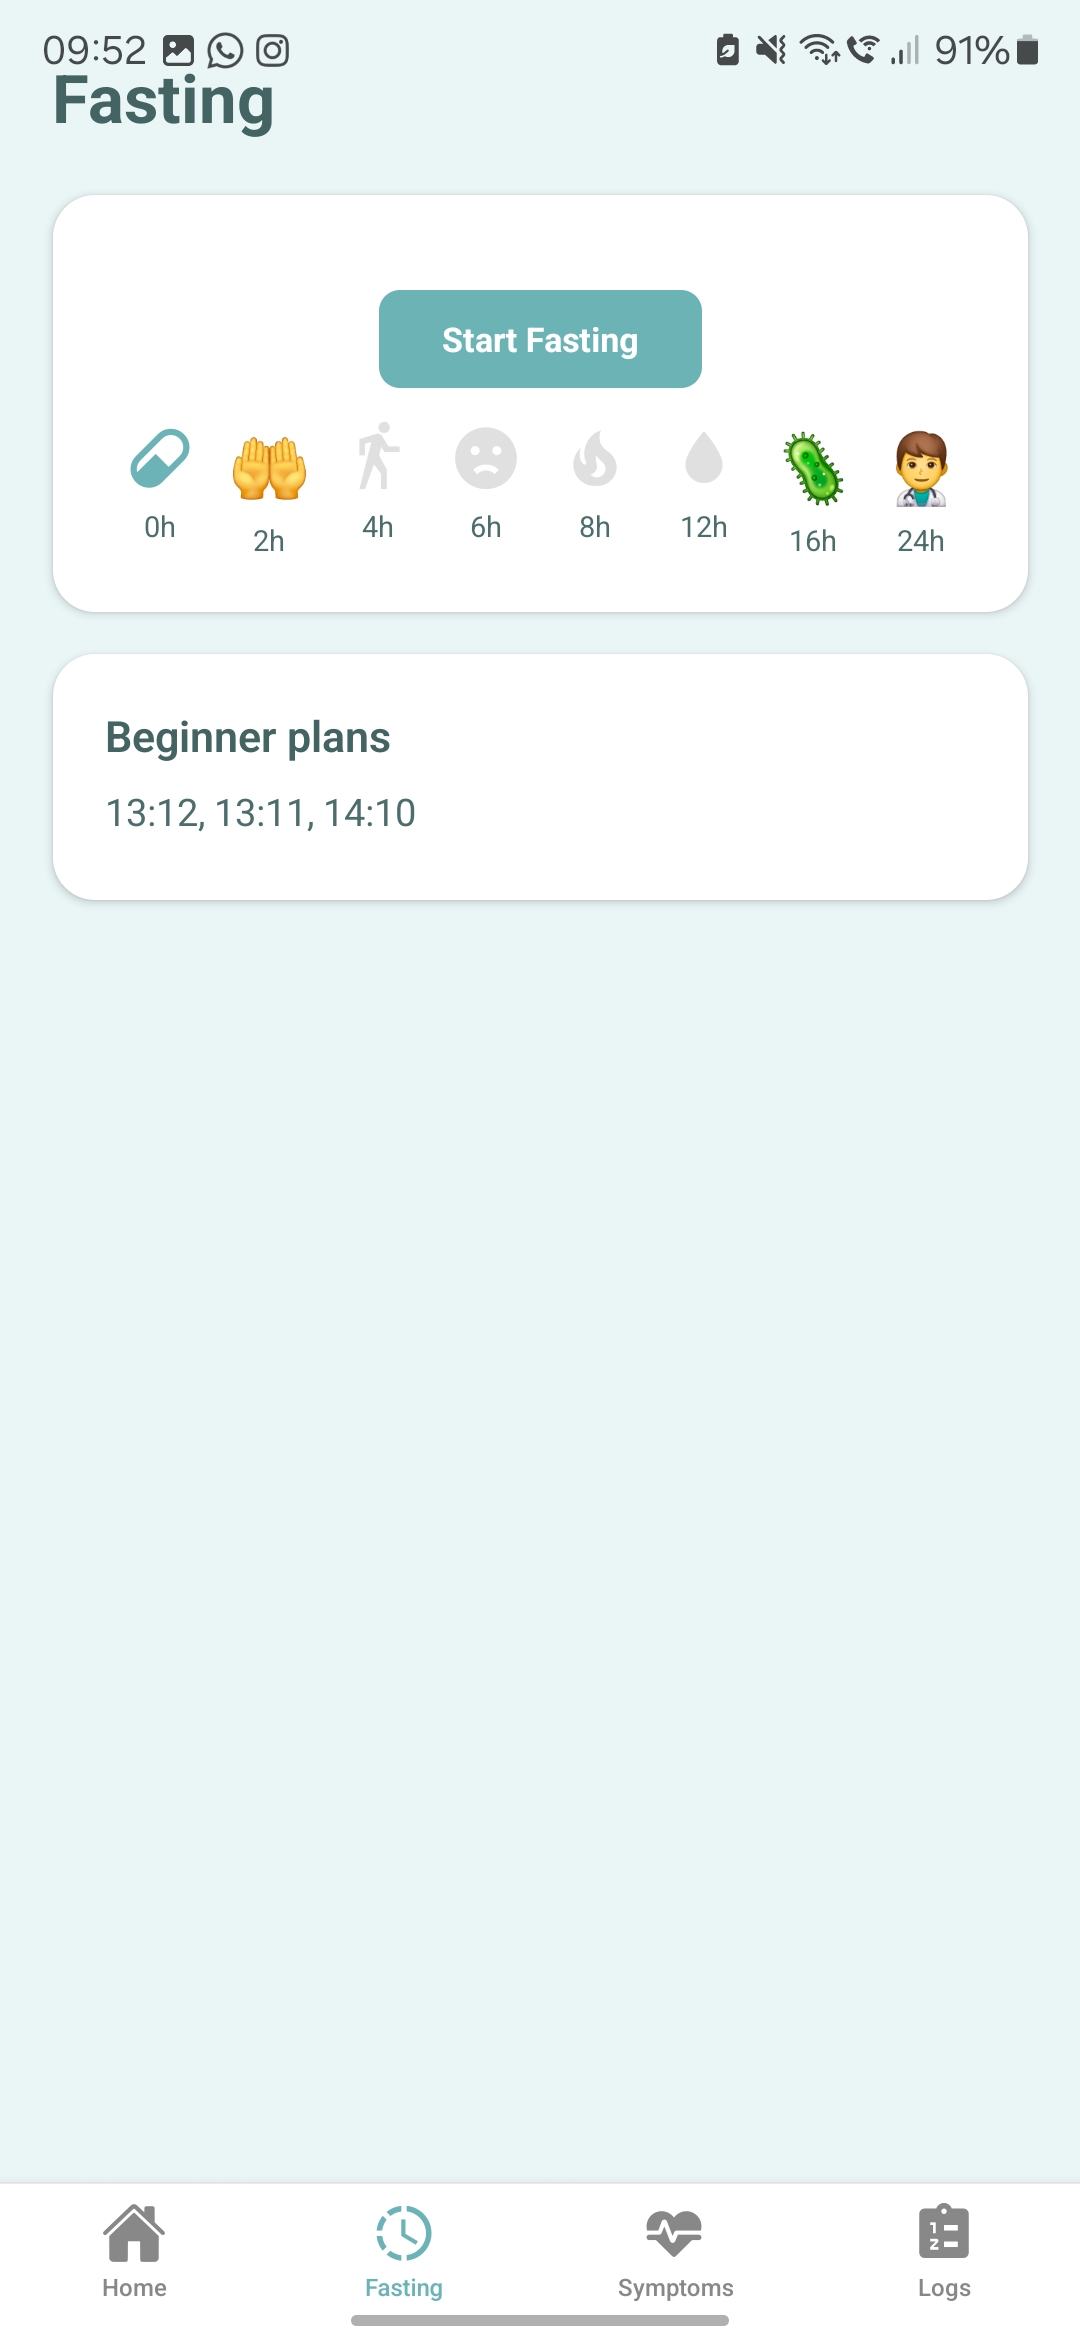 09:52 91%
Fasting
Start Fasting
0h 2h 4h 6h 8h 12h 16h 24h
Beginner plans
13:12, 13:11, 14:10
Home Fasting Symptoms Logs